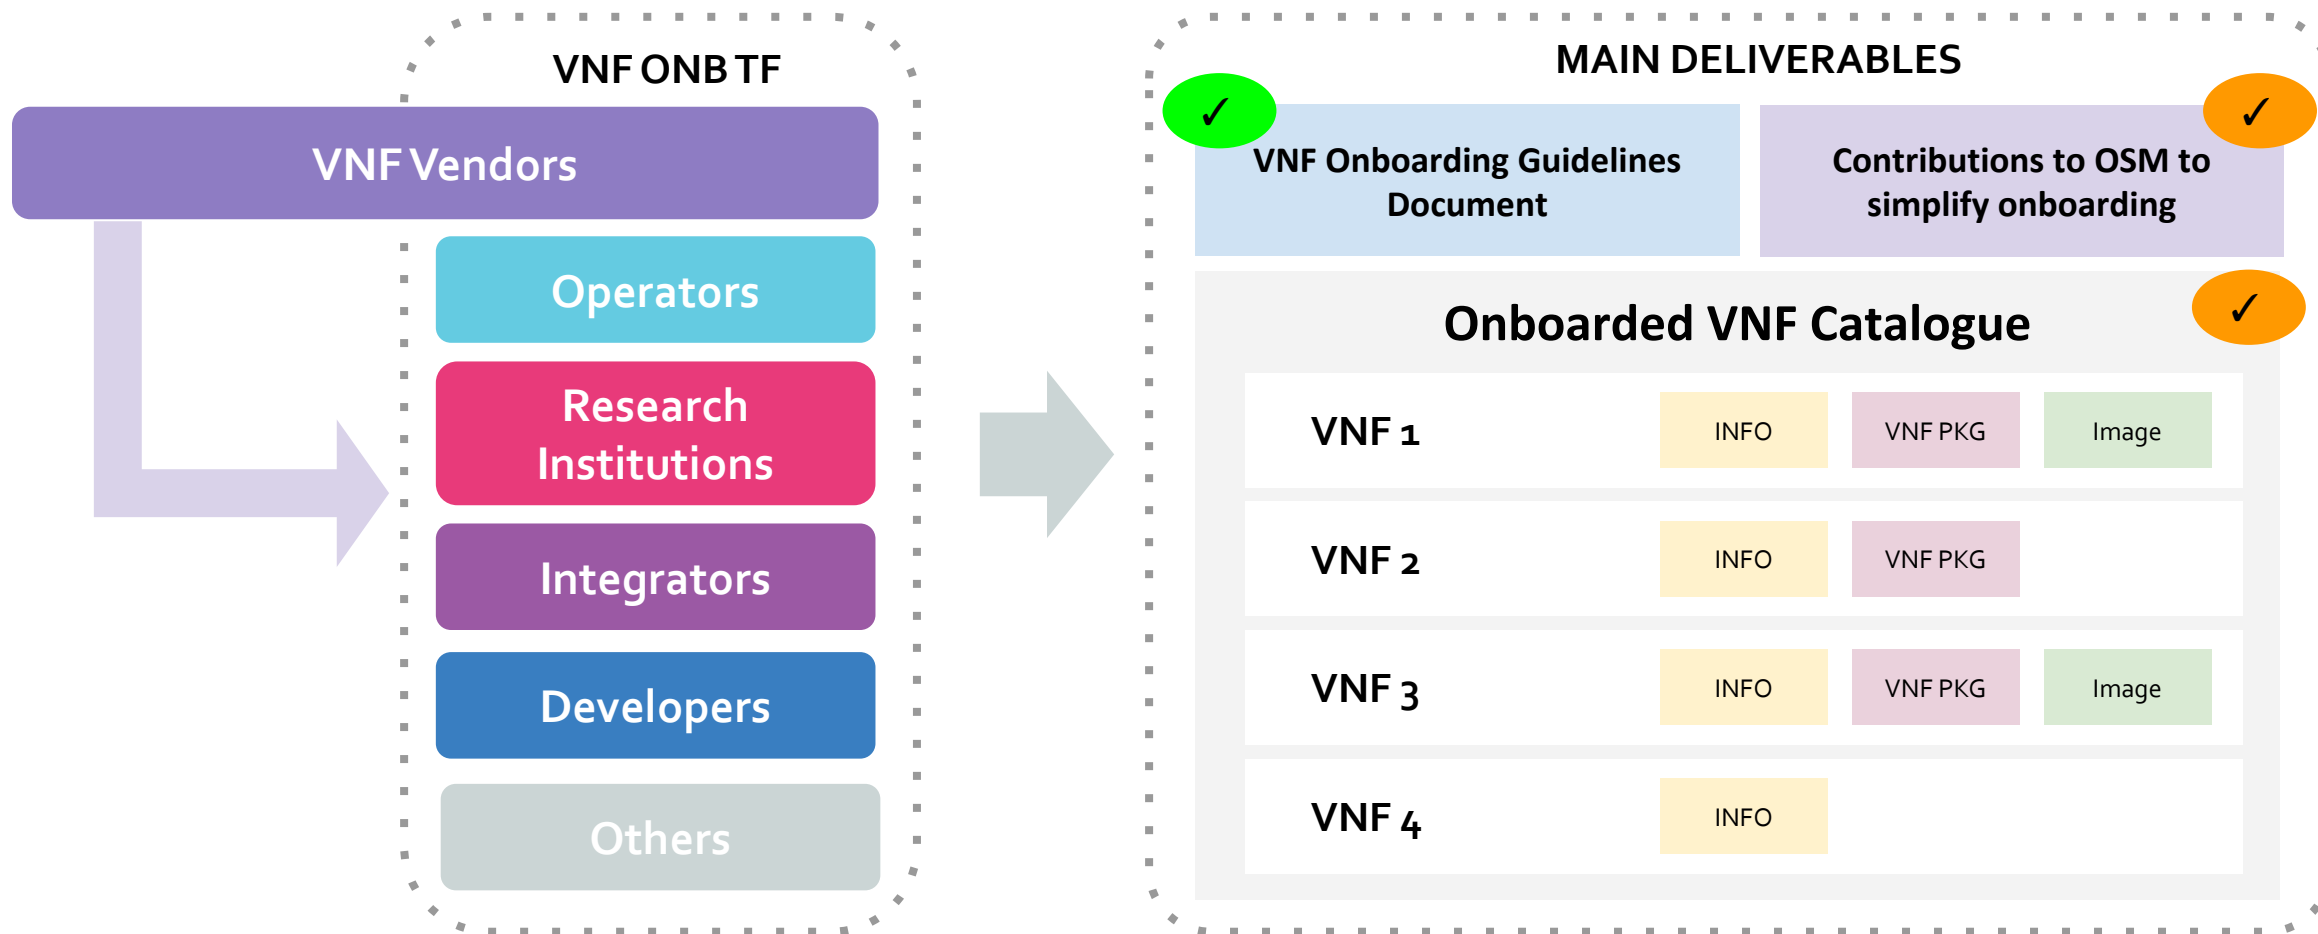 VNF ONB TF
VNF Vendors
Operators
Research
Institutions
Integrators
Developers
Others
MAIN DELIVERABLES
✓
VNF Onboarding Guidelines
Document
✓
Contributions to OSM to
simplify onboarding
✓
Onboarded VNF Catalogue
VNF 1 INFO VNF PKG Image
VNF 2 INFO VNF PKG
VNF 3 INFO VNF PKG Image
VNF 4 INFO